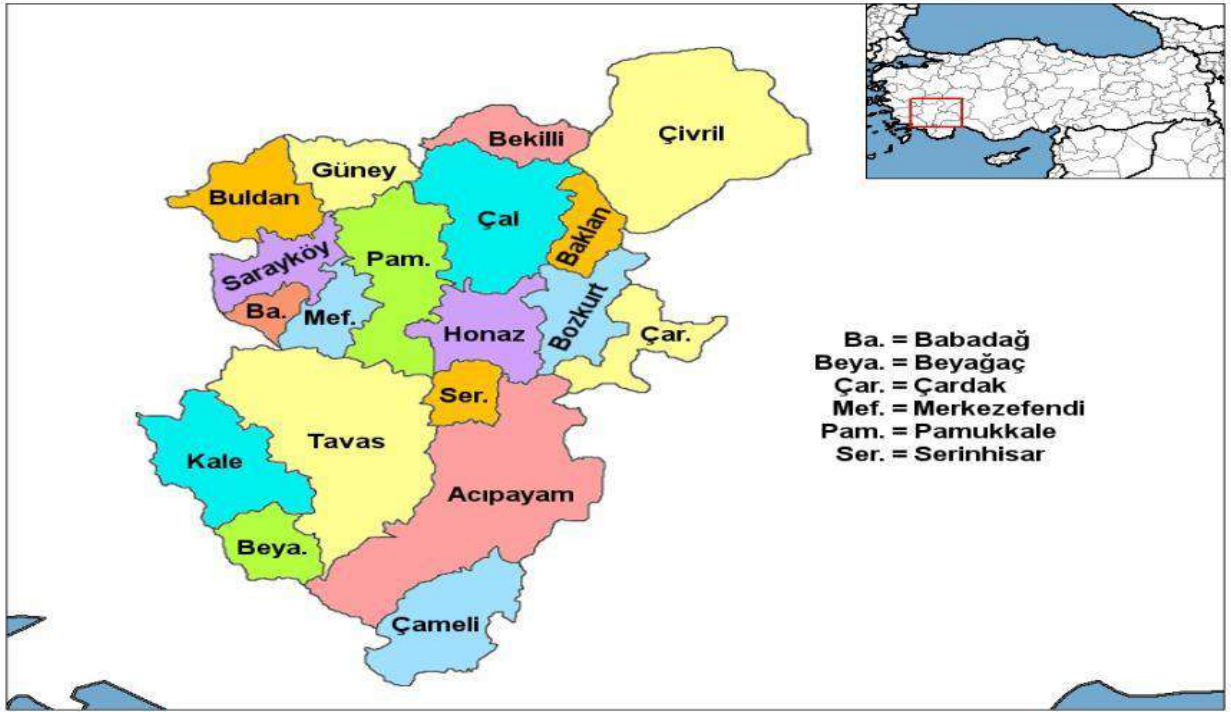 Çivril
Bekilli
Güney
Buldan
Çal
Baklan
Sarayköy
Pam.
Ba.
Mef.
Honaz
Bozkurt
Çar.
Ser.
Tavas
Kale
Acıpayam
Beya.
Çameli
Ba. = Babadağ
Beya. = Beyağaç
Çar. = Çardak
Mef. = Merkezefendi
Pam. = Pamukkale
Ser. = Serinhisar